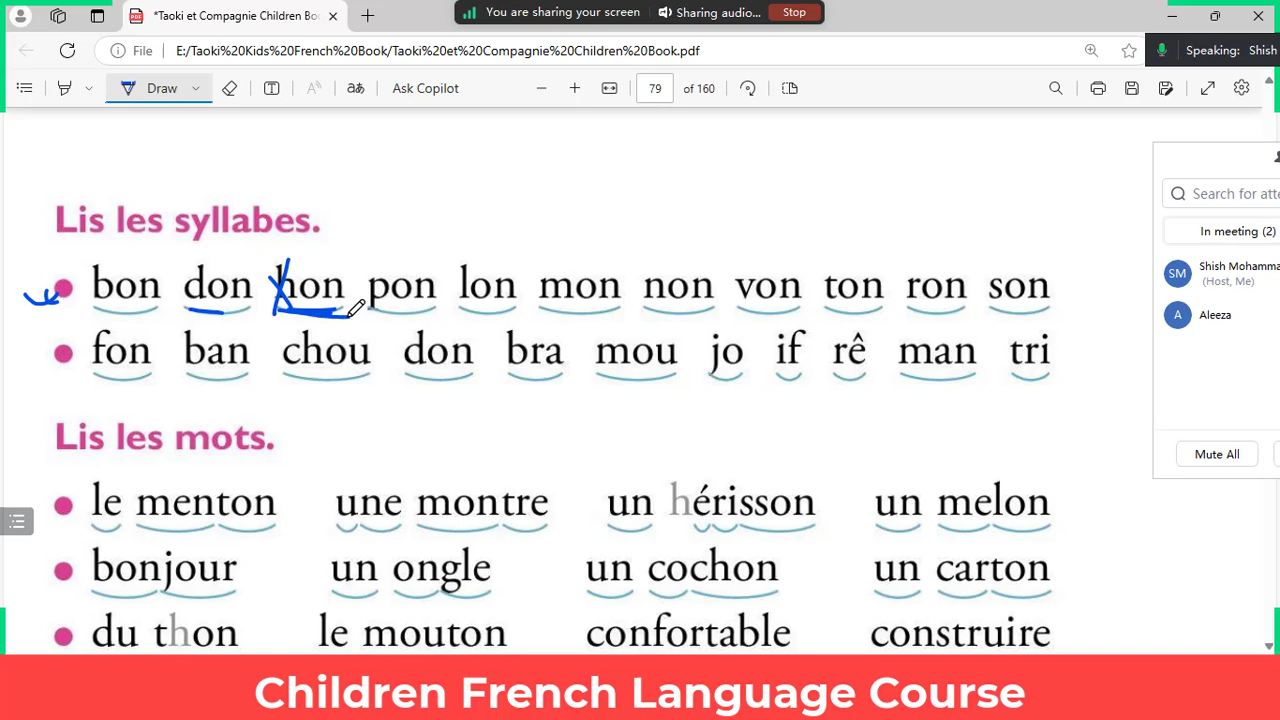 *Taoki et Compagnie Children Bo
You are sharing your screen
Sharing audio...
Stop
File
E:/Taoki%20Kids%20French%20Book/Taoki%20et%20Compagnie%20Children%20Book.pdf
Speaking: Shish
Draw
Ask Copilot
79 of 160
Search for atte
In meeting (2)
SM Shish Mohamma
(Host, Me)
A Aleeza
Mute All
Lis les syllabes.
bon don hon pon lon mon non von ton ron son
fon ban chou don bra mou jo if rê man tri
Lis les mots.
le menton une montre un hérisson un melon
bonjour un ongle un cochon un carton
du thon le mouton confortable construire
Children French Language Course